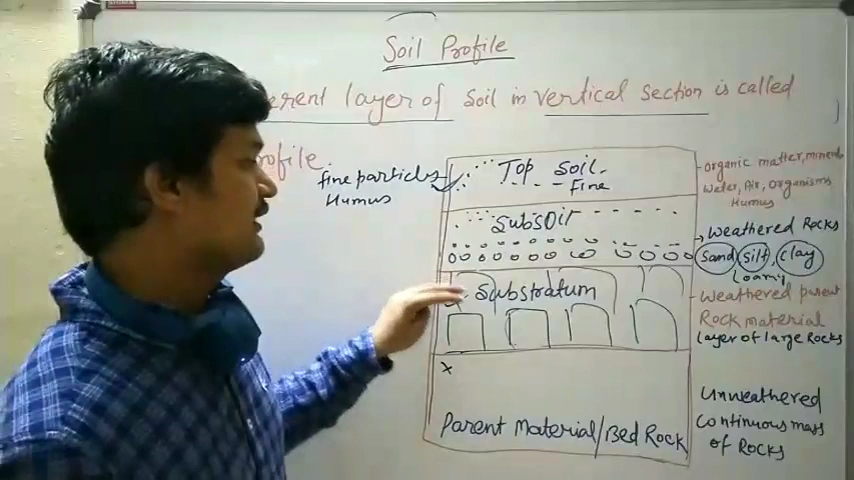 Soil Profile
erent layer of soil in vertical section is called
rofile.
fine particles
Humus
Top Soil.
Fine
SubSOil
Substratum
x
Parent Material/Bed Rock
organic matter, mineral
Water, Air, Organisms
Humus
Weathered Rocks
Sand, silt, clay
Loamy
Weathered parent
Rock material
layer of large Rocks
Unweathered
Continuous mass
of Rocks